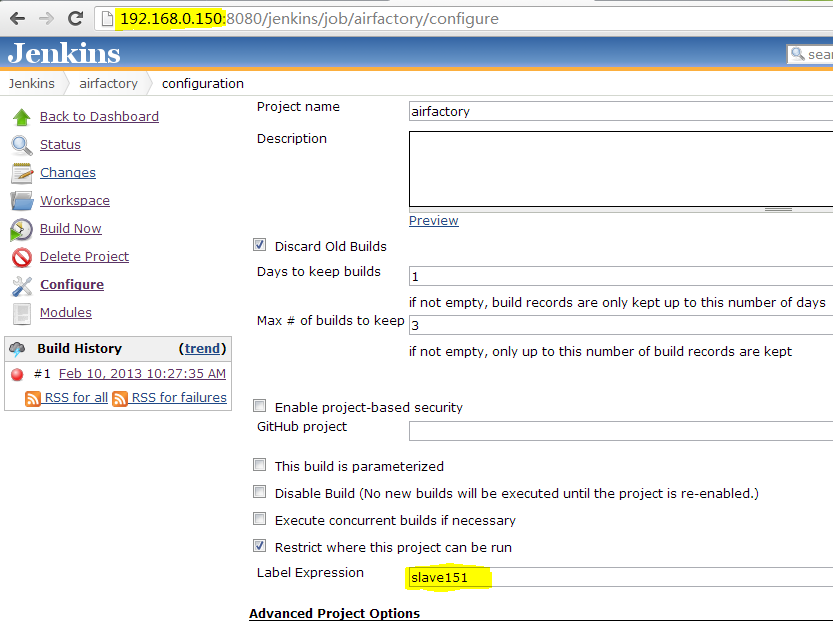 192.168.0.150:8080/jenkins/job/airfactory/configure
Jenkins
Jenkins airfactory configuration
Back to Dashboard
Status
Changes
Workspace
Build Now
Delete Project
Configure
Modules
Build History (trend)
#1 Feb 10, 2013 10:27:35 AM
RSS for all RSS for failures
Project name airfactory
Description
Preview
Discard Old Builds
Days to keep builds 1
if not empty, build records are only kept up to this number of days
Max # of builds to keep 3
if not empty, only up to this number of build records are kept
Enable project-based security
GitHub project
This build is parameterized
Disable Build (No new builds will be executed until the project is re-enabled.)
Execute concurrent builds if necessary
Restrict where this project can be run
Label Expression slave151
Advanced Project Options